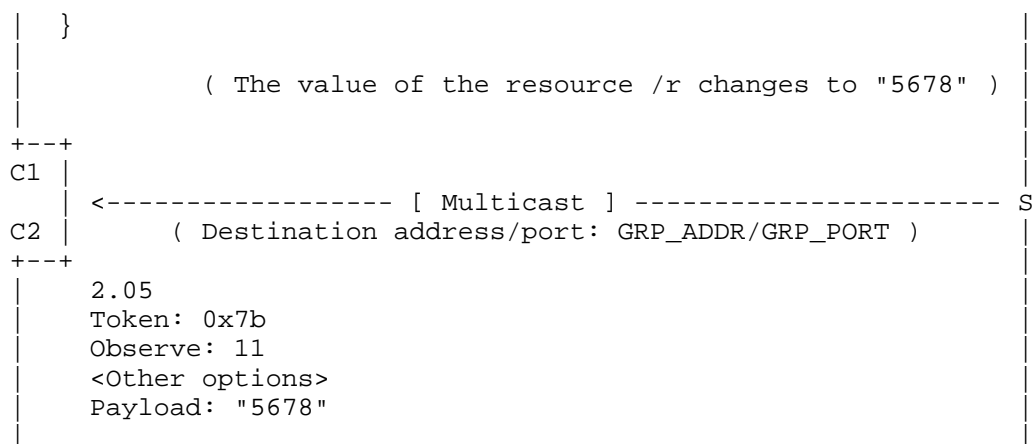 |  }                                                          |
|                                                             |
|            ( The value of the resource /r changes to "5678" ) |
|                                                             |
+--+                                                          |
C1 |                                                          |
   | <------------------ [ Multicast ] ----------------------- S
C2 |      ( Destination address/port: GRP_ADDR/GRP_PORT )      |
+--+                                                          |
|    2.05                                                     |
|    Token: 0x7b                                              |
|    Observe: 11                                              |
|    <Other options>                                          |
|    Payload: "5678"                                          |
|                                                             |